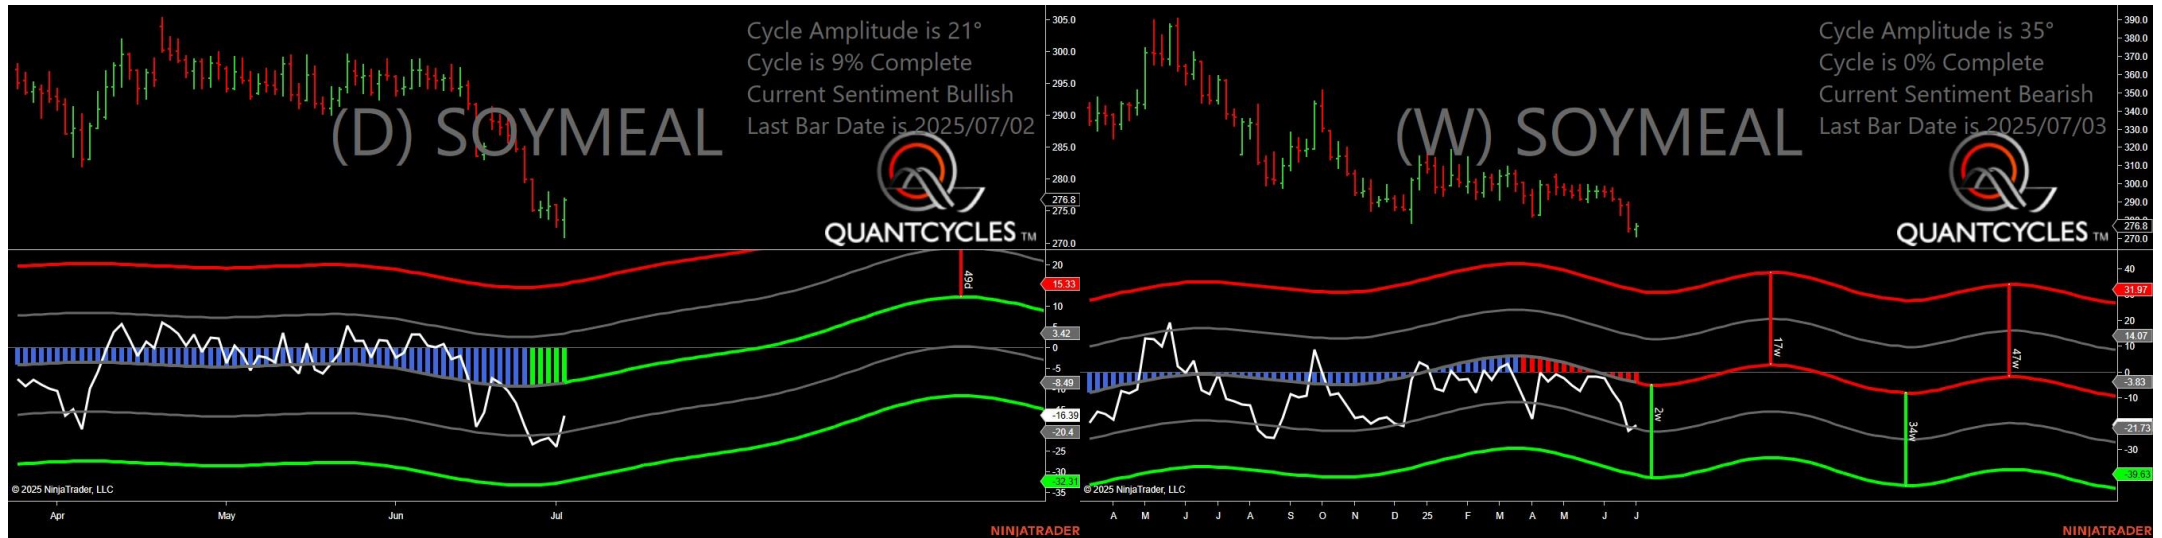 Cycle Amplitude is 21°
Cycle is 9% Complete
Current Sentiment Bullish
Last Bar Date is 2025/07/02
(D) SOYMEAL
QUANTCYCLES TM
305.0
300.0
295.0
290.0
285.0
280.0
276.8
275.0
270.0
20
15.33
10
3.42
0
-5
-8.49
-16.39
-20.4
-25
-30
-32.31
-35
49d
© 2025 NinjaTrader, LLC
Apr May Jun Jul
NINJATRADER
Cycle Amplitude is 35°
Cycle is 0% Complete
Current Sentiment Bearish
Last Bar Date is 2025/07/03
(W) SOYMEAL
QUANTCYCLES TM
390.0
380.0
370.0
360.0
350.0
340.0
330.0
320.0
310.0
300.0
290.0
276.8
270.0
40
31.97
20
14.07
10
0
-3.83
-10
-21.73
-30
-39.63
2w
17w
34w
47w
© 2025 NinjaTrader, LLC
A M J J A S O N D 25 F M A M J J
NINJATRADER